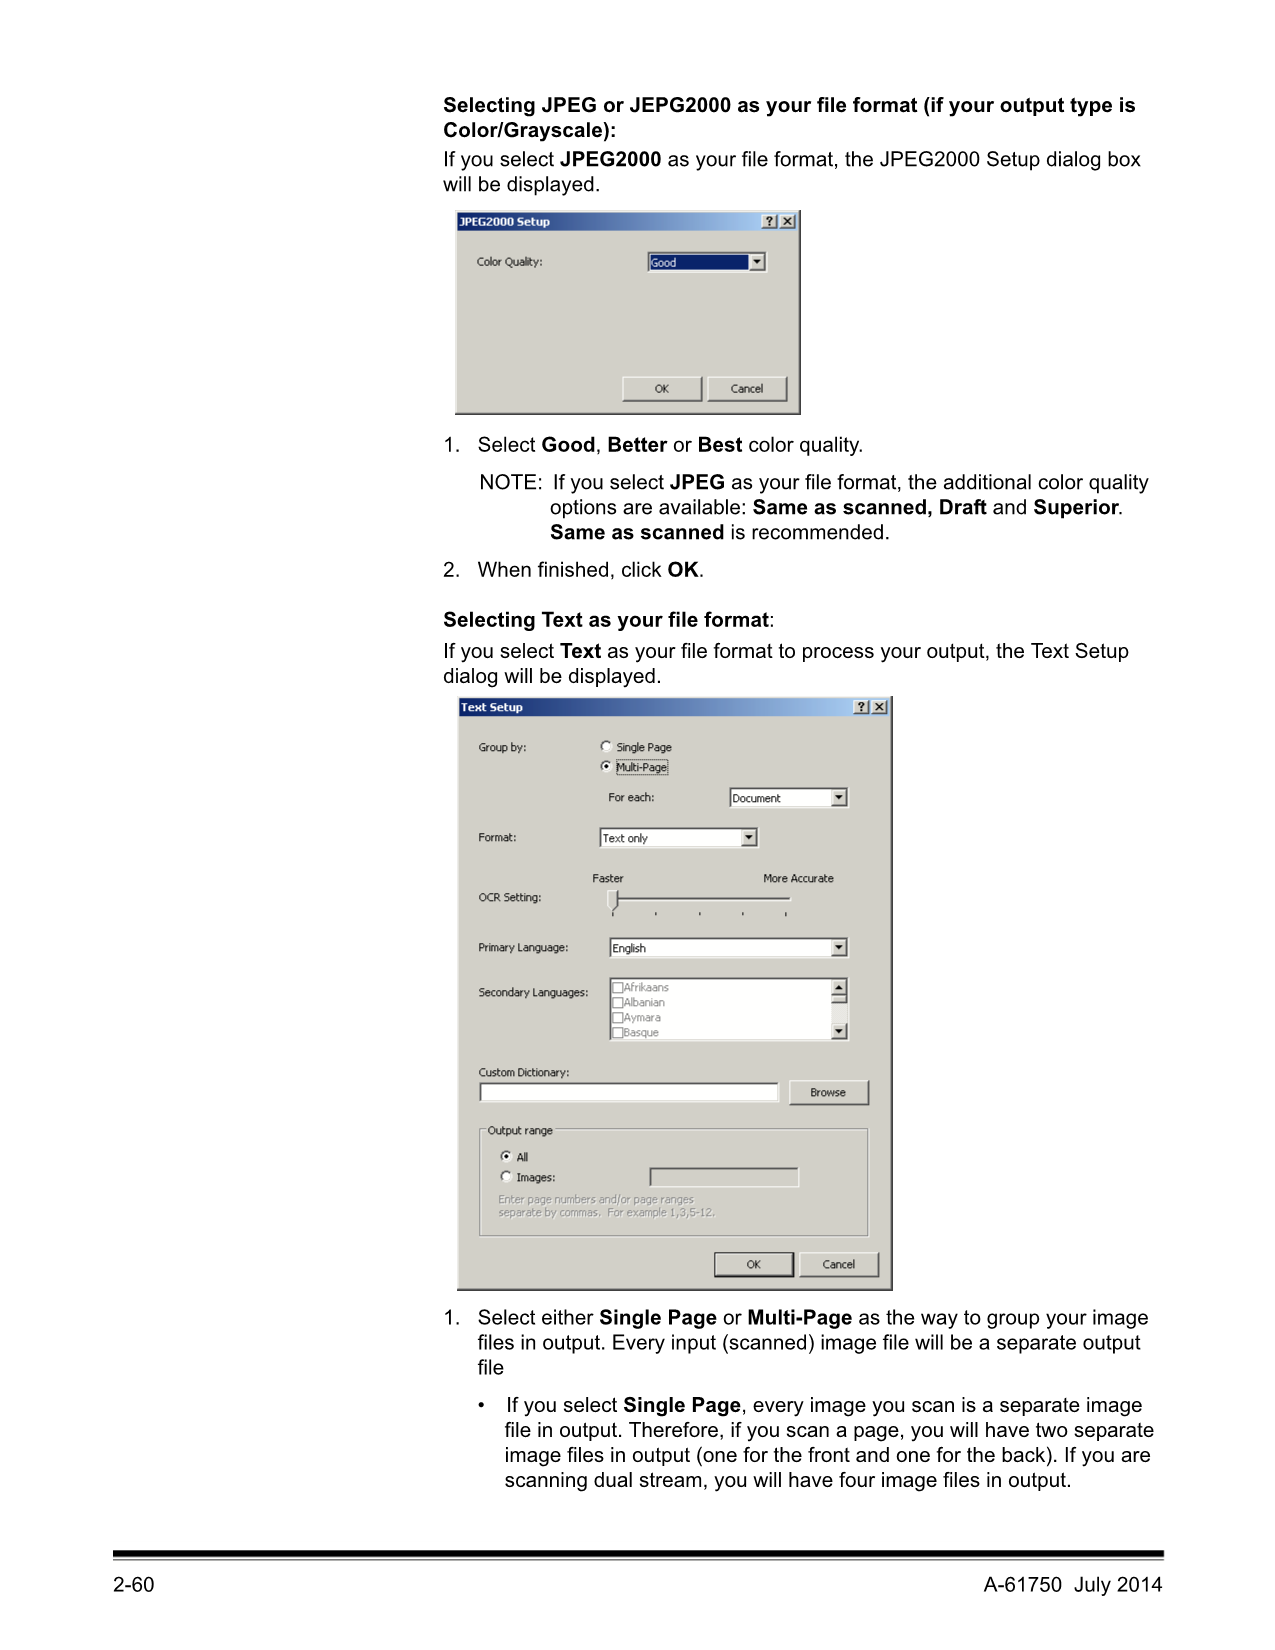 Selecting JPEG or JEPG2000 as your file format (if your output type is
Color/Grayscale):
If you select JPEG2000 as your file format, the JPEG2000 Setup dialog box
will be displayed.
JPEG2000 Setup
Color Quality: Good
OK Cancel
1. Select Good, Better or Best color quality.
NOTE: If you select JPEG as your file format, the additional color quality
options are available: Same as scanned, Draft and Superior.
Same as scanned is recommended.
2. When finished, click OK.
Selecting Text as your file format:
If you select Text as your file format to process your output, the Text Setup
dialog will be displayed.
Text Setup
Group by: Single Page
Multi-Page
For each: Document
Format: Text only
Faster More Accurate
OCR Setting:
Primary Language: English
Secondary Languages: Afrikaans
Albanian
Aymara
Basque
Custom Dictionary:
Browse
Output range
All
Images:
Enter page numbers and/or page ranges
separate by commas. For example 1,3,5-12.
OK Cancel
1. Select either Single Page or Multi-Page as the way to group your image
files in output. Every input (scanned) image file will be a separate output
file
• If you select Single Page, every image you scan is a separate image
file in output. Therefore, if you scan a page, you will have two separate
image files in output (one for the front and one for the back). If you are
scanning dual stream, you will have four image files in output.
2-60 A-61750 July 2014